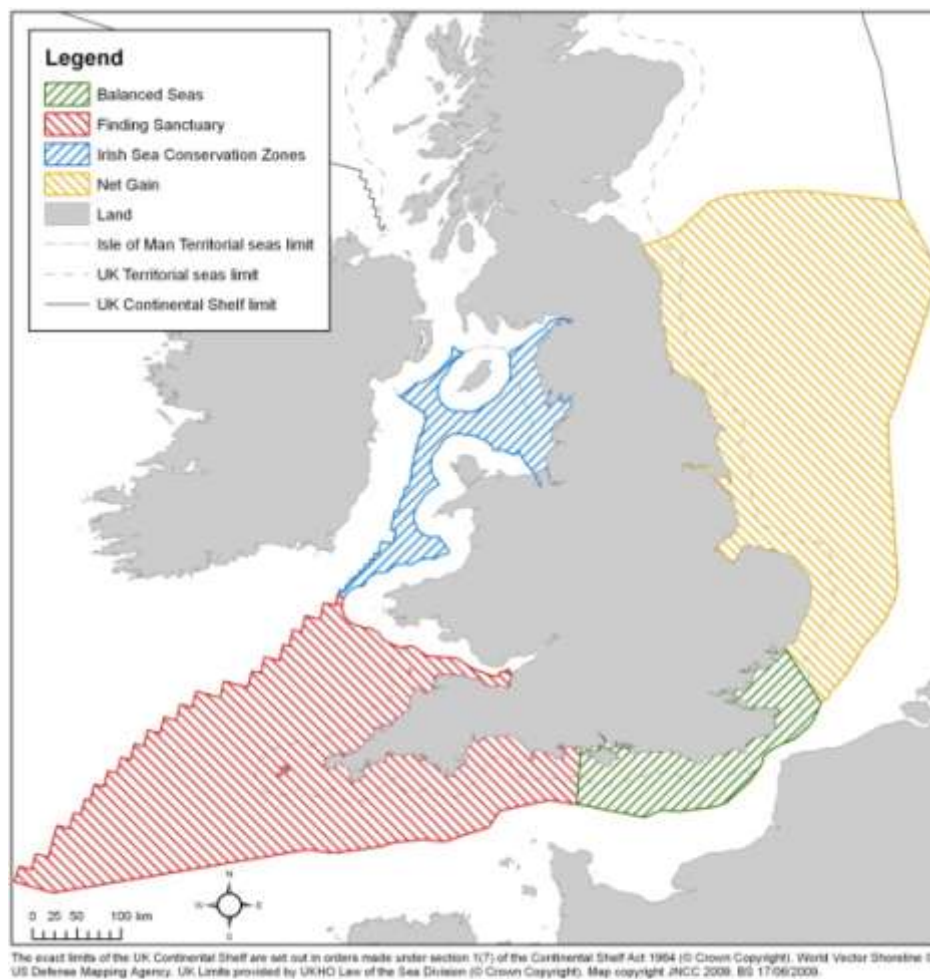 Legend
Balanced Seas
Finding Sanctuary
Irish Sea Conservation Zones
Net Gain
Land
Isle of Man Territorial seas limit
UK Territorial seas limit
UK Continental Shelf limit
N
W E
S
0 25 50 100 km
The exact limits of the UK Continental Shelf are set out in orders made under section 1(7) of the Continental Shelf Act 1964 (© Crown Copyright). World Vector Shoreline ©
US Defense Mapping Agency. UK Limits provided by UKHO Law of the Sea Division (© Crown Copyright). Map copyright JNCC 2009. BS 17/06/2009